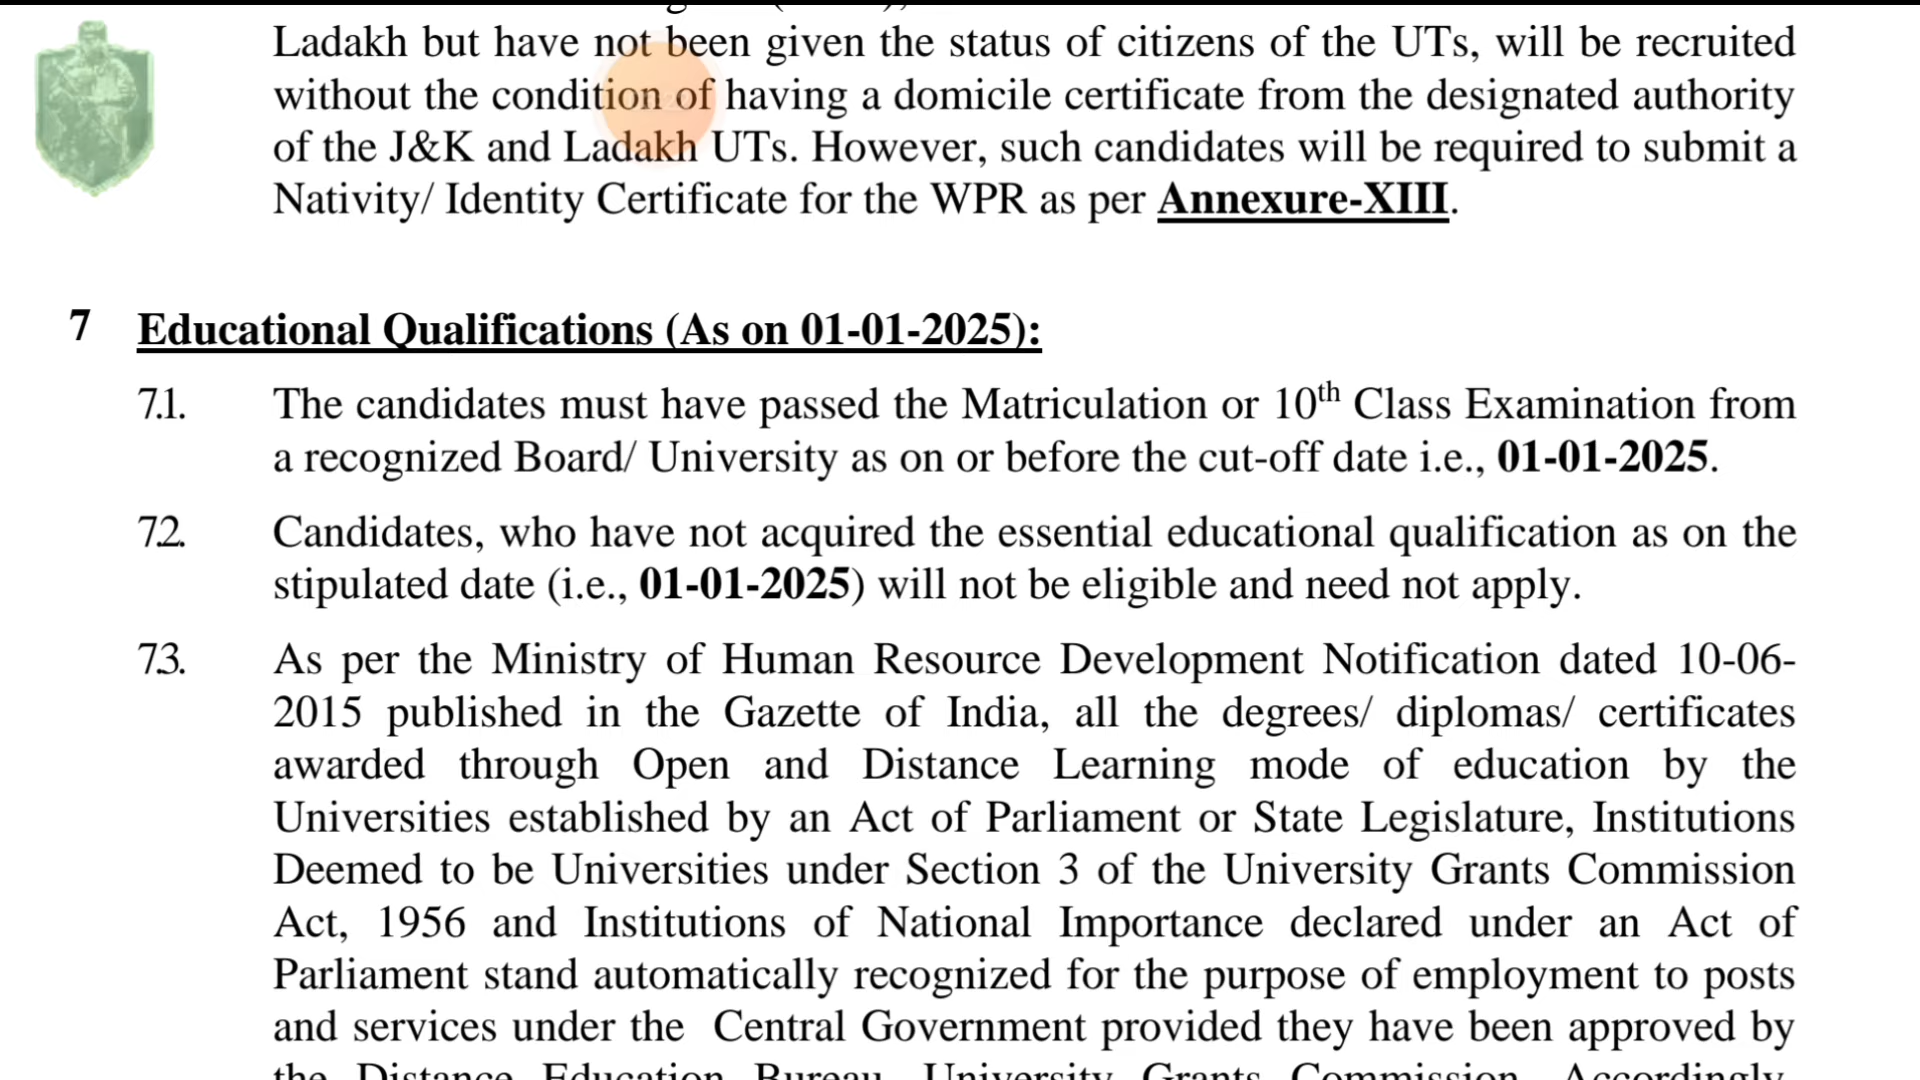 Ladakh but have not been given the status of citizens of the UTs, will be recruited
without the condition of having a domicile certificate from the designated authority
of the J&K and Ladakh UTs. However, such candidates will be required to submit a
Nativity/ Identity Certificate for the WPR as per Annexure-XIII.
7 Educational Qualifications (As on 01-01-2025):
7.1. The candidates must have passed the Matriculation or 10th Class Examination from
a recognized Board/ University as on or before the cut-off date i.e., 01-01-2025.
7.2. Candidates, who have not acquired the essential educational qualification as on the
stipulated date (i.e., 01-01-2025) will not be eligible and need not apply.
7.3. As per the Ministry of Human Resource Development Notification dated 10-06-
2015 published in the Gazette of India, all the degrees/ diplomas/ certificates
awarded through Open and Distance Learning mode of education by the
Universities established by an Act of Parliament or State Legislature, Institutions
Deemed to be Universities under Section 3 of the University Grants Commission
Act, 1956 and Institutions of National Importance declared under an Act of
Parliament stand automatically recognized for the purpose of employment to posts
and services under the Central Government provided they have been approved by
the Distance Education Bureau, University Grants Commission. Accordingly,